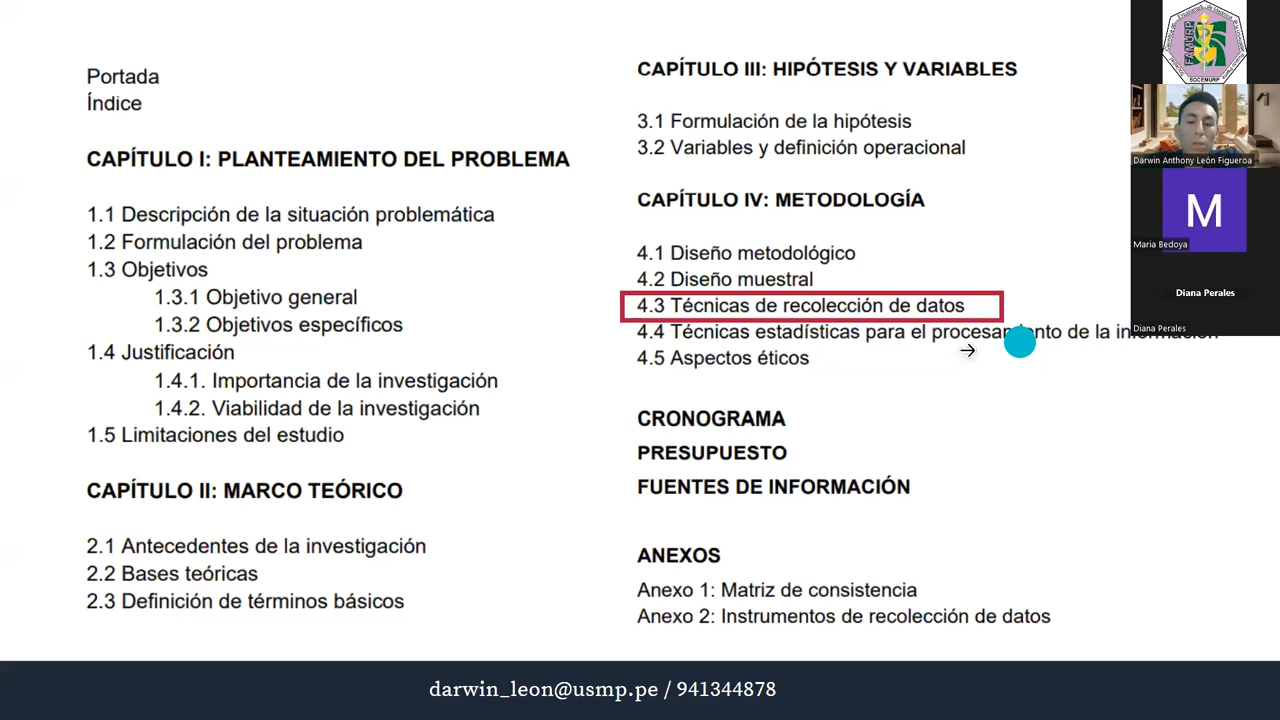 Portada
Índice
CAPÍTULO I: PLANTEAMIENTO DEL PROBLEMA
1.1 Descripción de la situación problemática
1.2 Formulación del problema
1.3 Objetivos
1.3.1 Objetivo general
1.3.2 Objetivos específicos
1.4 Justificación
1.4.1. Importancia de la investigación
1.4.2. Viabilidad de la investigación
1.5 Limitaciones del estudio
CAPÍTULO II: MARCO TEÓRICO
2.1 Antecedentes de la investigación
2.2 Bases teóricas
2.3 Definición de términos básicos
CAPÍTULO III: HIPÓTESIS Y VARIABLES
3.1 Formulación de la hipótesis
3.2 Variables y definición operacional
CAPÍTULO IV: METODOLOGÍA
4.1 Diseño metodológico
4.2 Diseño muestral
4.3 Técnicas de recolección de datos
4.4 Técnicas estadísticas para el procesamiento de la información
4.5 Aspectos éticos
CRONOGRAMA
PRESUPUESTO
FUENTES DE INFORMACIÓN
ANEXOS
Anexo 1: Matriz de consistencia
Anexo 2: Instrumentos de recolección de datos
FAMURP
SOCEMURP
Darwin Anthony León Figueroa
M
Maria Bedoya
Diana Perales
Diana Perales
darwin_leon@usmp.pe / 941344878